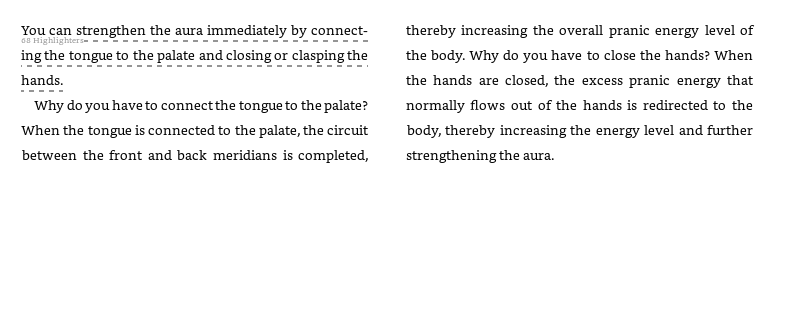 You can strengthen the aura immediately by connect-
68 Highlighters
ing the tongue to the palate and closing or clasping the
hands.
Why do you have to connect the tongue to the palate?
When the tongue is connected to the palate, the circuit
between the front and back meridians is completed,
thereby increasing the overall pranic energy level of
the body. Why do you have to close the hands? When
the hands are closed, the excess pranic energy that
normally flows out of the hands is redirected to the
body, thereby increasing the energy level and further
strengthening the aura.